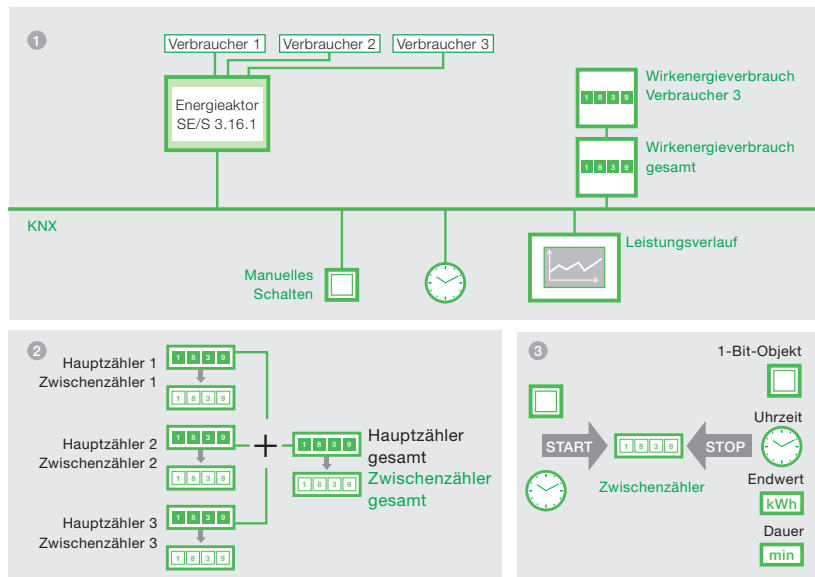 1
Verbraucher 1
Verbraucher 2
Verbraucher 3
Energieaktor
SE/S 3.16.1
1 8 3 9
Wirkenergieverbrauch
Verbraucher 3
1 8 3 9
Wirkenergieverbrauch
gesamt
KNX
Manuelles
Schalten
Leistungsverlauf
2
Hauptzähler 1
1 8 3 9
Zwischenzähler 1
1 8 3 9
Hauptzähler 2
1 8 3 9
Zwischenzähler 2
1 8 3 9
Hauptzähler 3
1 8 3 9
Zwischenzähler 3
1 8 3 9
+
1 8 3 9
Hauptzähler
gesamt
1 8 3 9
Zwischenzähler
gesamt
3
1-Bit-Objekt
Uhrzeit
START
1 8 3 9
STOP
Zwischenzähler
Endwert
kWh
Dauer
min